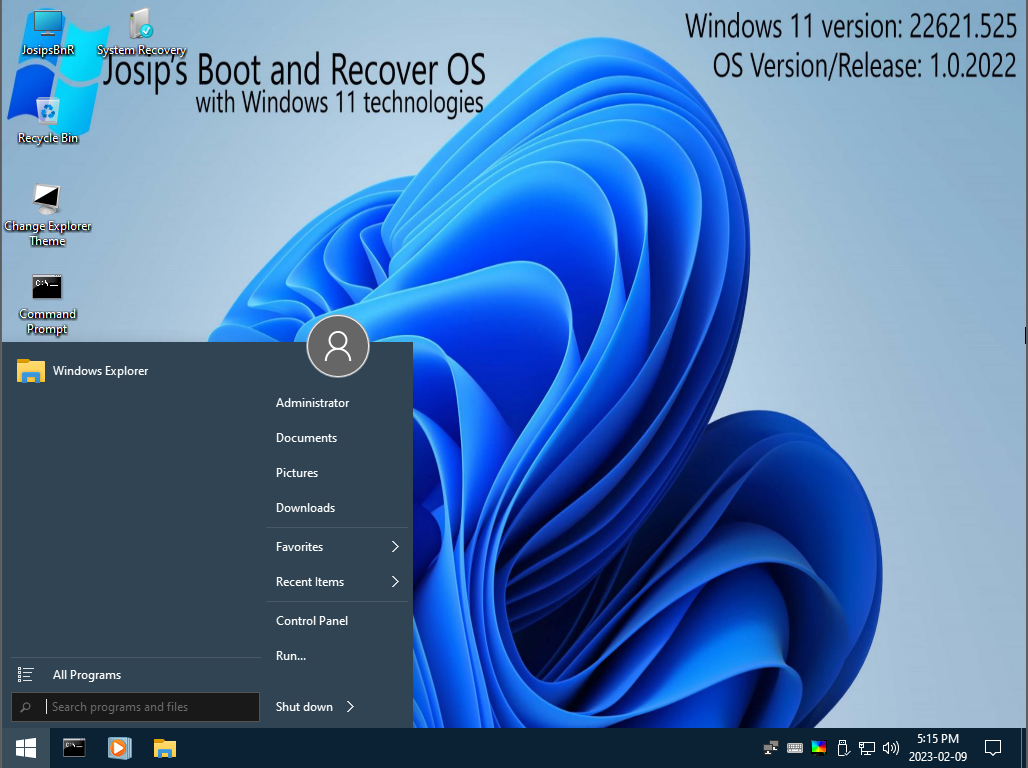 JosipsBnR
System Recovery
Recycle Bin
Change Explorer
Theme
C:\_
Command
Prompt
Josip's Boot and Recover OS
with Windows 11 technologies
Windows 11 version: 22621.525
OS Version/Release: 1.0.2022
Windows Explorer
Administrator
Documents
Pictures
Downloads
Favorites
Recent Items
Control Panel
Run...
All Programs
Search programs and files
Shut down
5:15 PM
2023-02-09